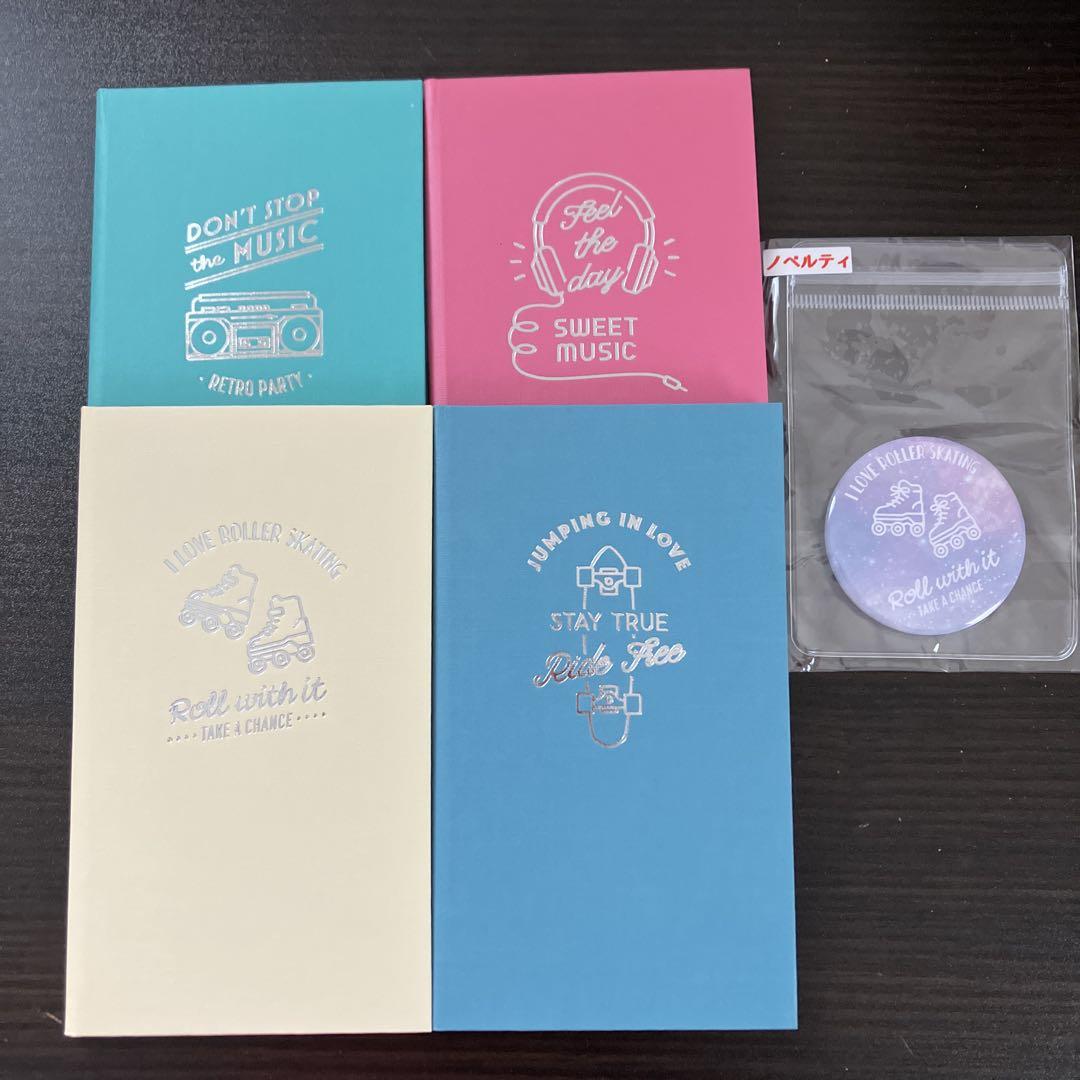 DON'T STOP
the MUSIC
· RETRO PARTY ·
Feel
the
day
SWEET
MUSIC
ノベルティ
I LOVE ROLLER SKATING
Roll with it
TAKE A CHANCE
I LOVE ROLLER SKATING
Roll with it
TAKE A CHANCE
JUMPING IN LOVE
STAY TRUE
Ride Free